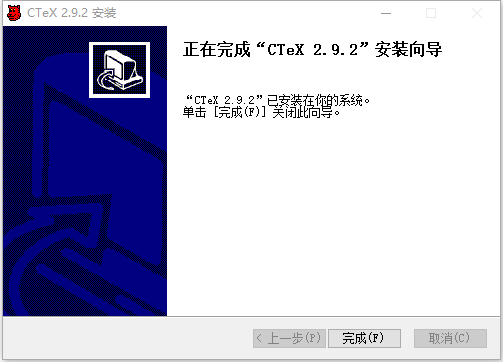 CTeX 2.9.2 安装
正在完成“CTeX 2.9.2”安装向导
“CTeX 2.9.2”已安装在你的系统。
单击 [完成(F)] 关闭此向导。
< 上一步(P)
完成(F)
取消(C)